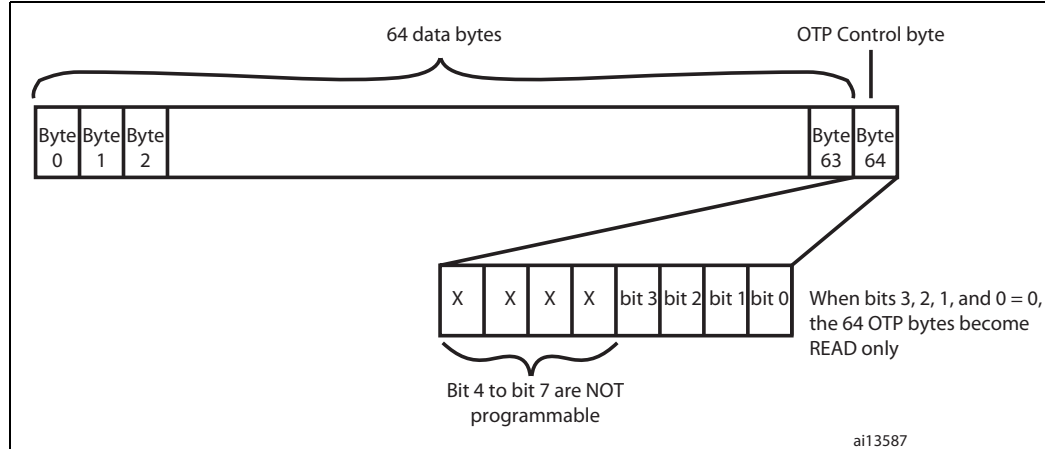 64 data bytes
OTP Control byte
Byte 0
Byte 1
Byte 2
Byte 63
Byte 64
X X X X bit 3 bit 2 bit 1 bit 0
When bits 3, 2, 1, and 0 = 0,
the 64 OTP bytes become
READ only
Bit 4 to bit 7 are NOT
programmable
ai13587